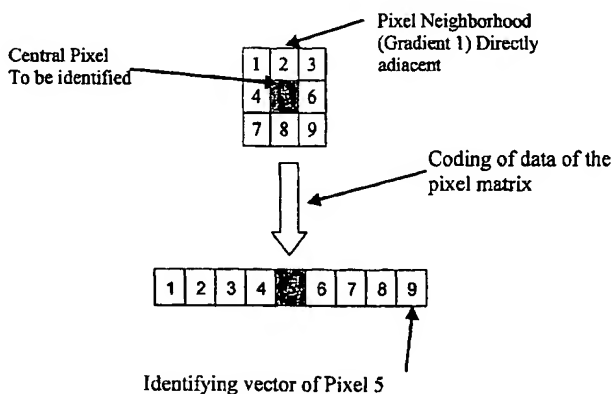 Pixel Neighborhood
(Gradient 1) Directly
adiacent
Central Pixel
To be identified
1 2 3
4 6
7 8 9
Coding of data of the
pixel matrix
1 2 3 4 6 7 8 9
Identifying vector of Pixel 5